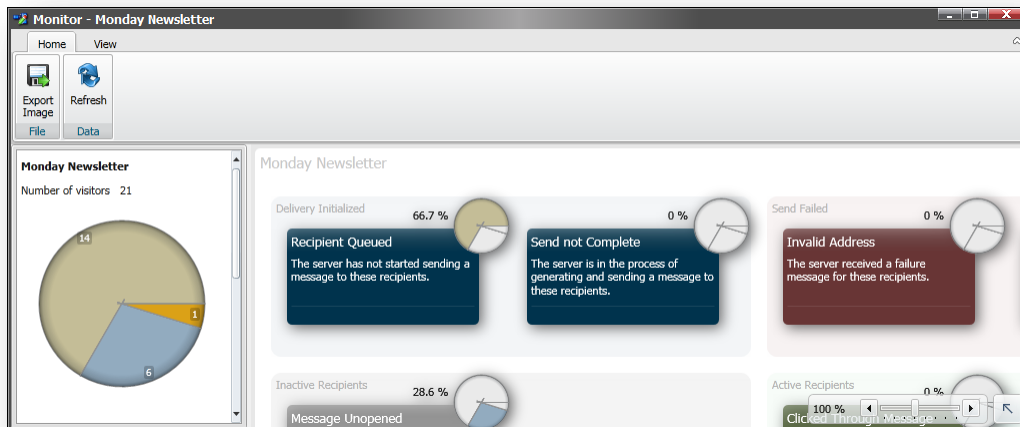 Monitor - Monday Newsletter
Home View
Export
Image
Refresh
File Data
Monday Newsletter
Number of visitors 21
14
1
6
Monday Newsletter
Delivery Initialized
66.7 %
Recipient Queued
The server has not started sending a
message to these recipients.
0 %
Send not Complete
The server is in the process of
generating and sending a message to
these recipients.
Send Failed
0 %
Invalid Address
The server received a failure
message for these recipients.
Inactive Recipients
28.6 %
Message Unopened
Active Recipients
0 %
Clicked Through Message
100 %